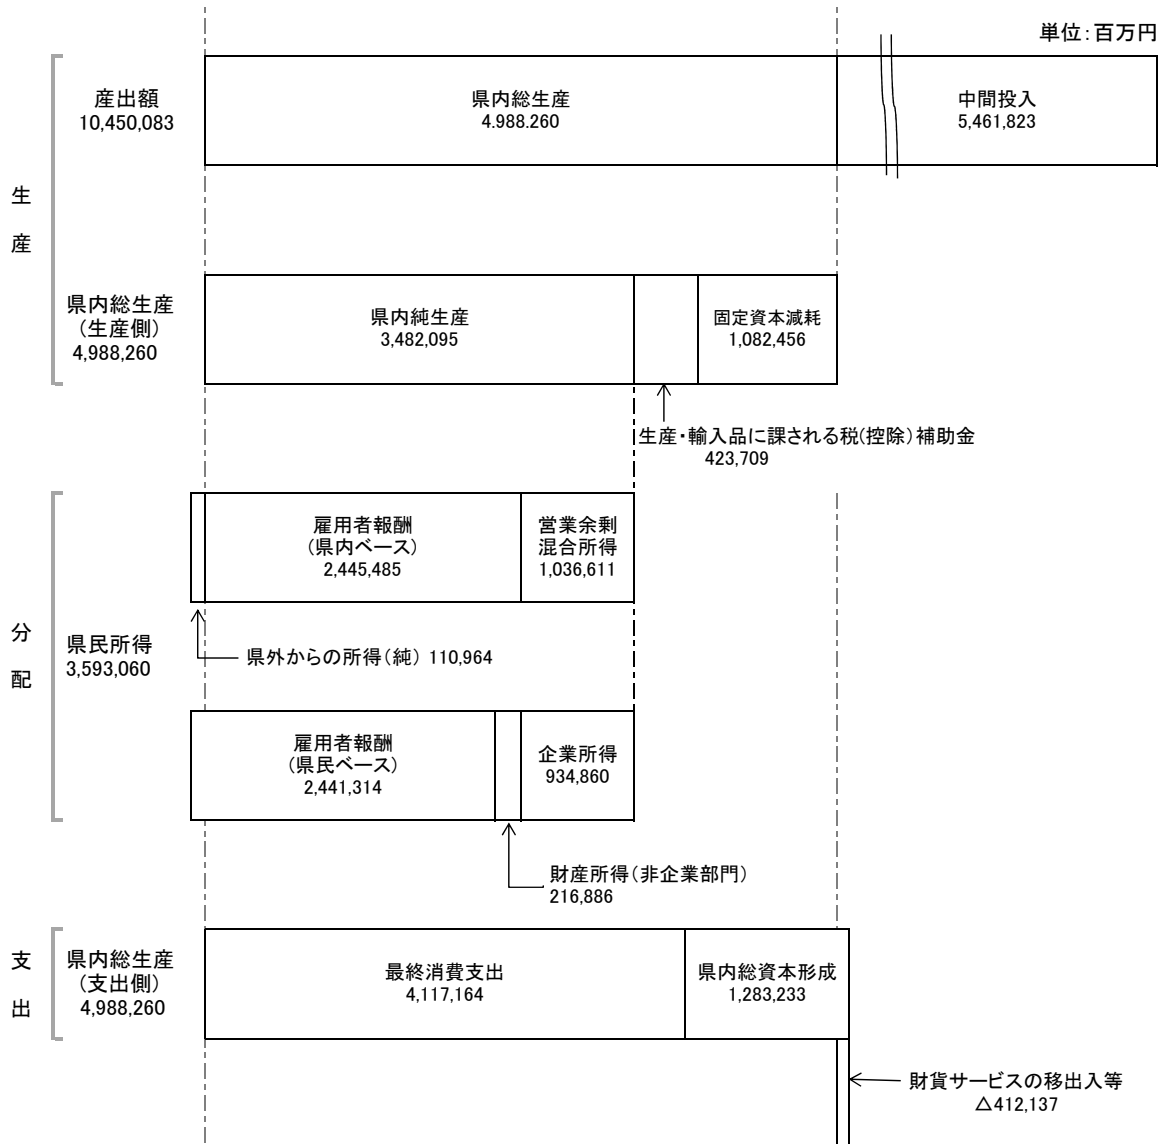 単位:百万円
生
産
産出額
10,450,083
県内総生産
4.988.260
中間投入
5,461,823
県内総生産
(生産側)
4,988,260
県内純生産
3,482,095
固定資本減耗
1,082,456
生産・輸入品に課される税(控除)補助金
423,709
分
配
県民所得
3,593,060
雇用者報酬
(県内ベース)
2,445,485
営業余剰
混合所得
1,036,611
県外からの所得(純) 110,964
雇用者報酬
(県民ベース)
2,441,314
企業所得
934,860
財産所得(非企業部門)
216,886
支
出
県内総生産
(支出側)
4,988,260
最終消費支出
4,117,164
県内総資本形成
1,283,233
財貨サービスの移出入等
△412,137